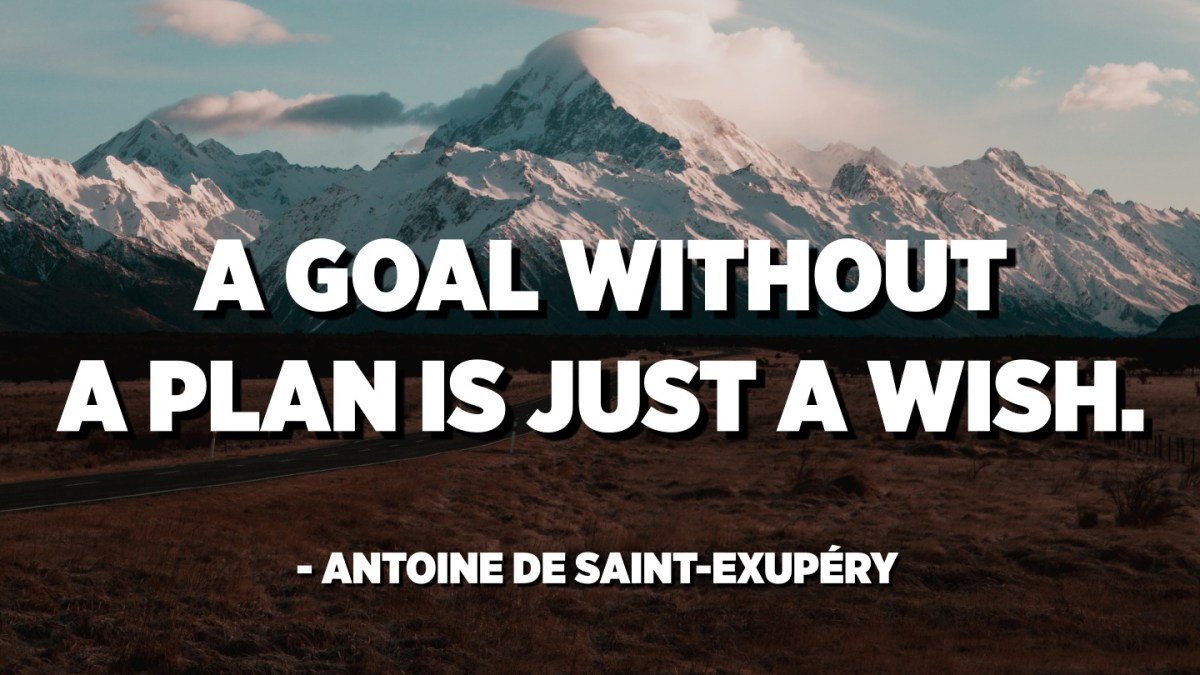 A GOAL WITHOUT
A PLAN IS JUST A WISH.
- ANTOINE DE SAINT-EXUPÉRY